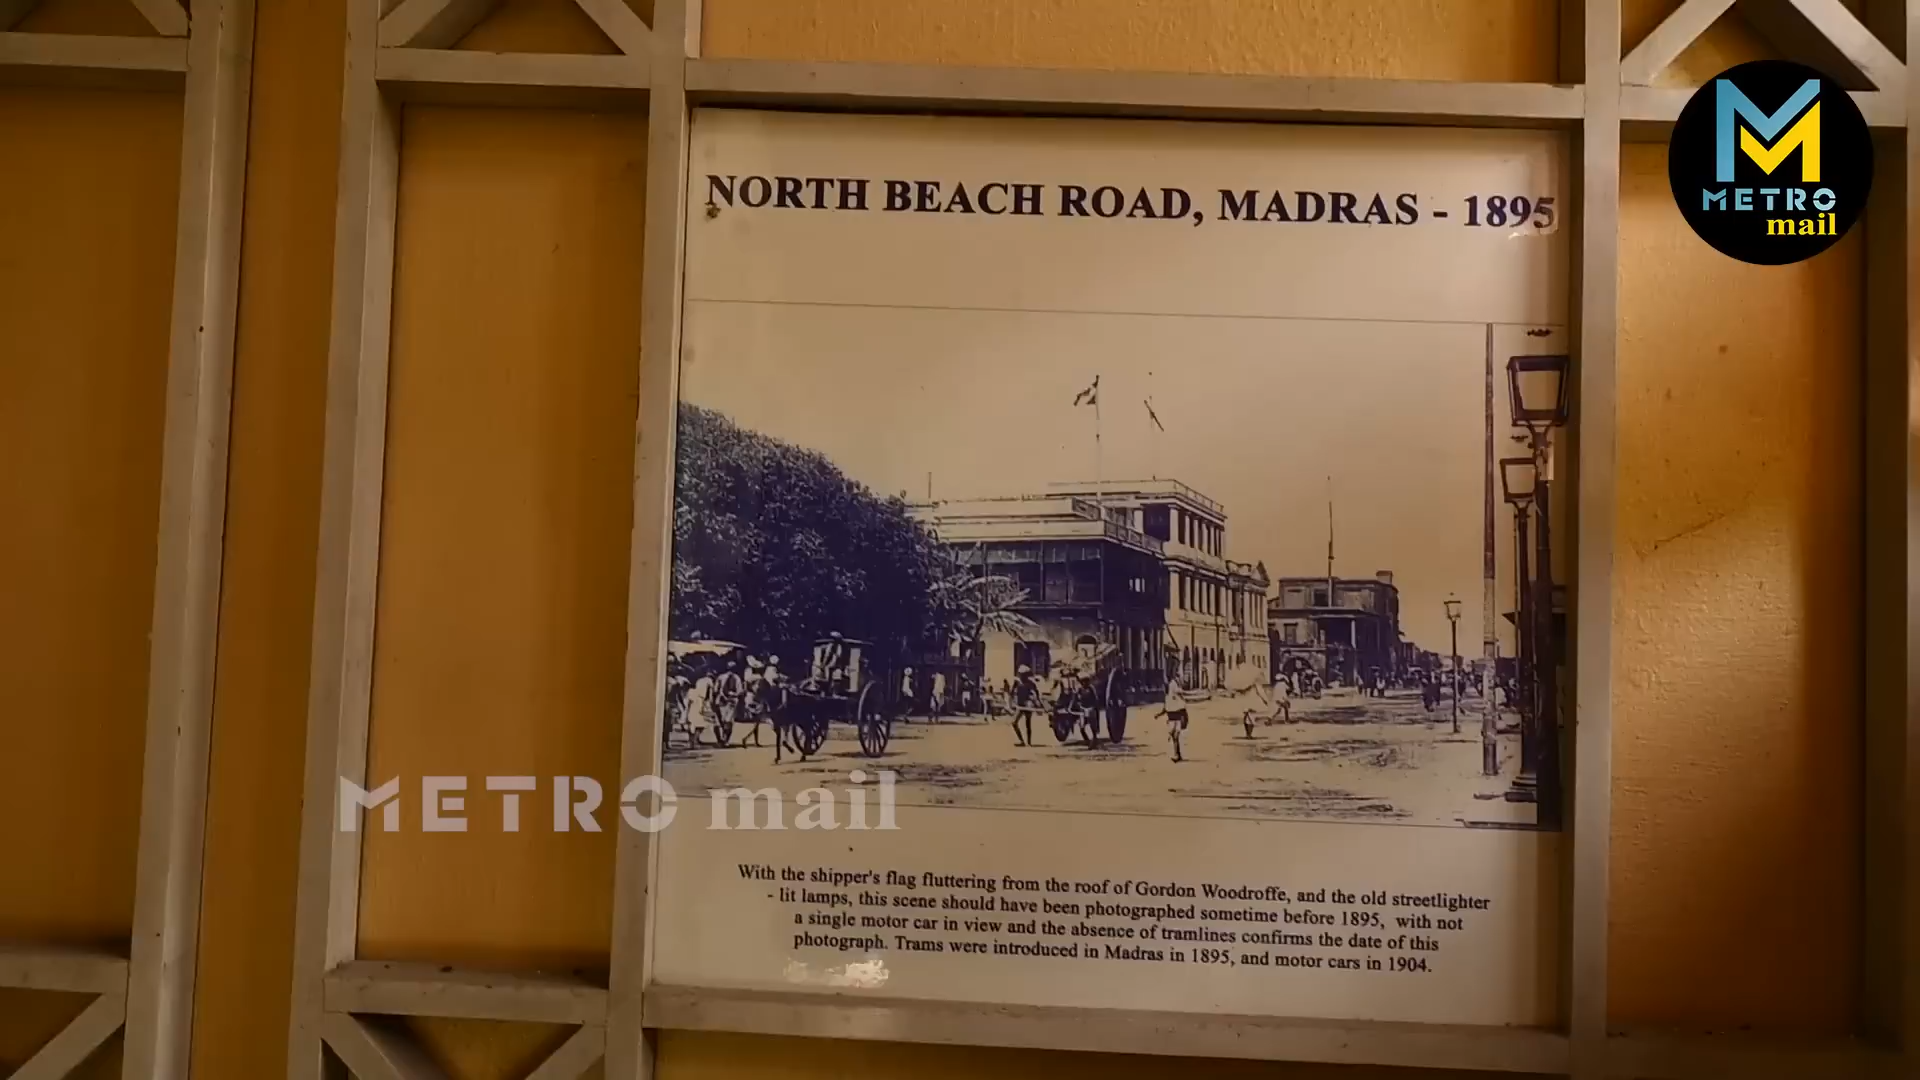 NORTH BEACH ROAD, MADRAS - 1895
METRO
mail
METRO mail
With the shipper's flag fluttering from the roof of Gordon Woodroffe, and the old streetlighter
- lit lamps, this scene should have been photographed sometime before 1895, with not
a single motor car in view and the absence of tramlines confirms the date of this
photograph. Trams were introduced in Madras in 1895, and motor cars in 1904.